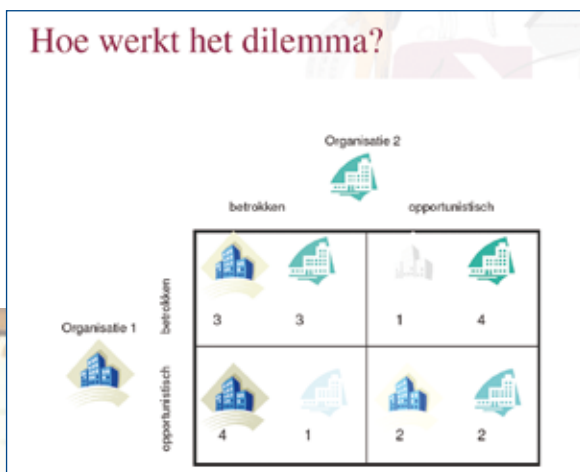 Hoe werkt het dilemma?
Organisatie 2
betrokken opportunistisch
betrokken
3 3 1 4
Organisatie 1
opportunistisch
4 1 2 2